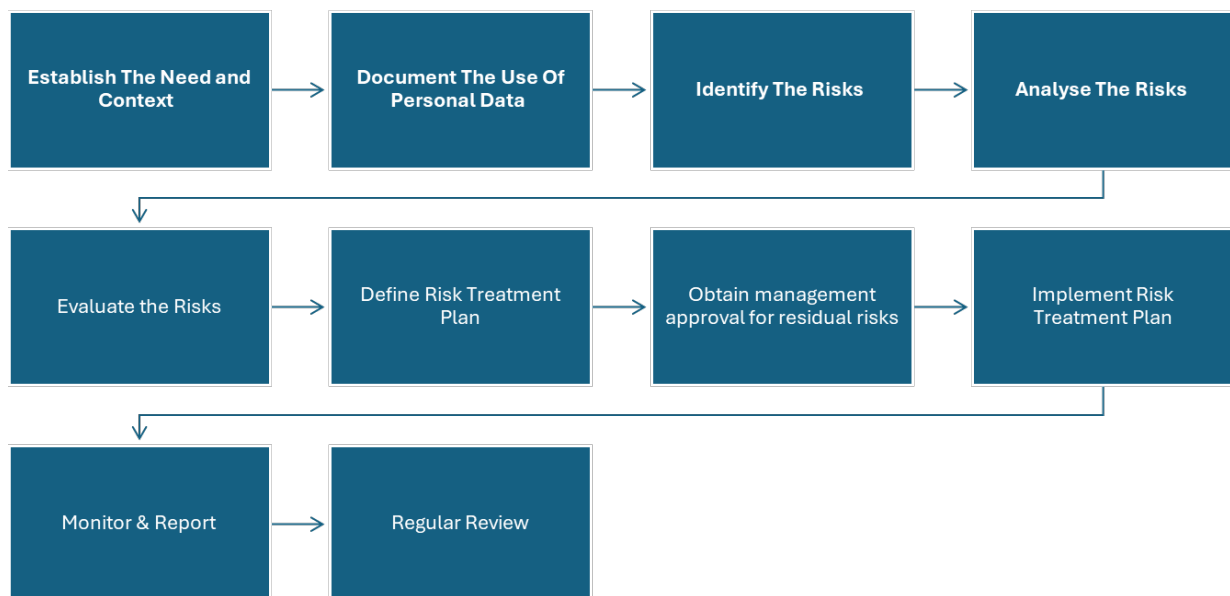 Establish The Need and
Context
Document The Use Of
Personal Data
Identify The Risks
Analyse The Risks
Evaluate the Risks
Define Risk Treatment
Plan
Obtain management
approval for residual risks
Implement Risk
Treatment Plan
Monitor & Report
Regular Review